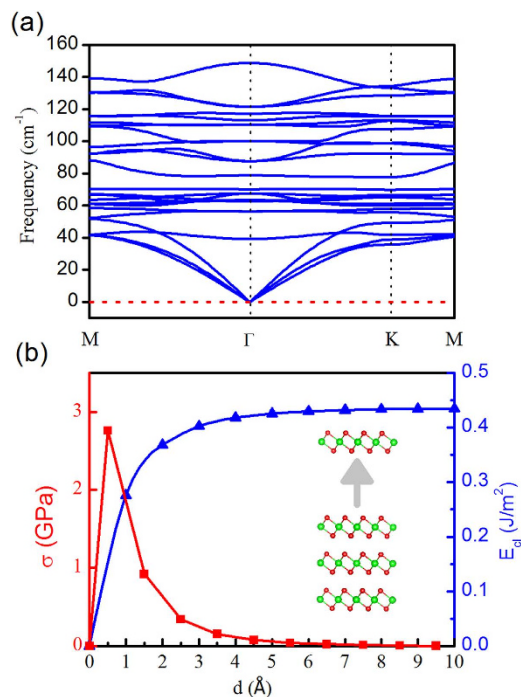 (a)
160
140
120
100
80
60
40
20
0
Frequency (cm⁻¹)
M Γ K M
(b)
3
2
1
0
σ (GPa)
0.5
0.4
0.3
0.2
0.1
0.0
E_cl (J/m²)
0 1 2 3 4 5 6 7 8 9 10
d (Å)